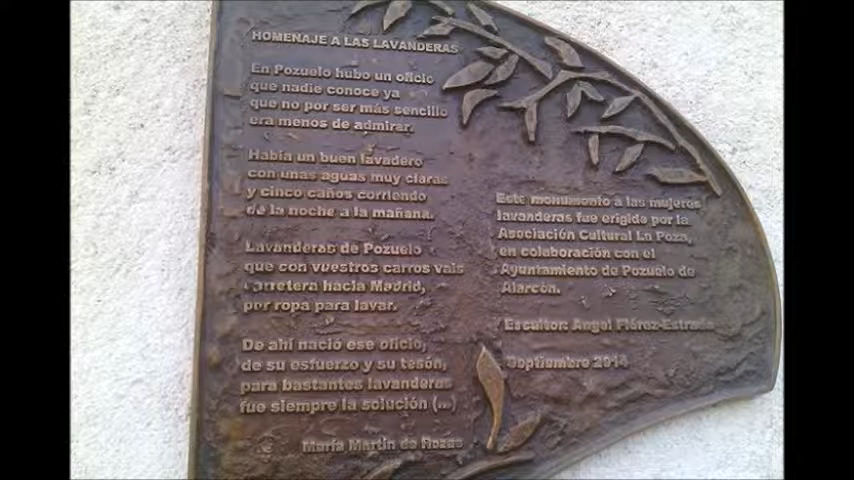 HOMENAJE A LAS LAVANDERAS
En Pozuelo hubo un oficio
que nadie conoce ya
que no por ser más sencillo
era menos de admirar.
Había un buen lavadero
con unas aguas muy claras
y cinco caños corriendo
de la noche a la mañana.
Lavanderas de Pozuelo
que con vuestros carros vais
carretera hacia Madrid,
por ropa para lavar.
De ahí nació ese oficio,
de su esfuerzo y su tesón,
para bastantes lavanderas
fue siempre la solución (...)
María Martín de Rozas
Este monumento a las mujeres
lavanderas fue erigido por la
Asociación Cultural La Poza,
en colaboración con el
Ayuntamiento de Pozuelo de
Alarcón.
Escultor: Angel Flórez-Estrada
Septiembre 2014